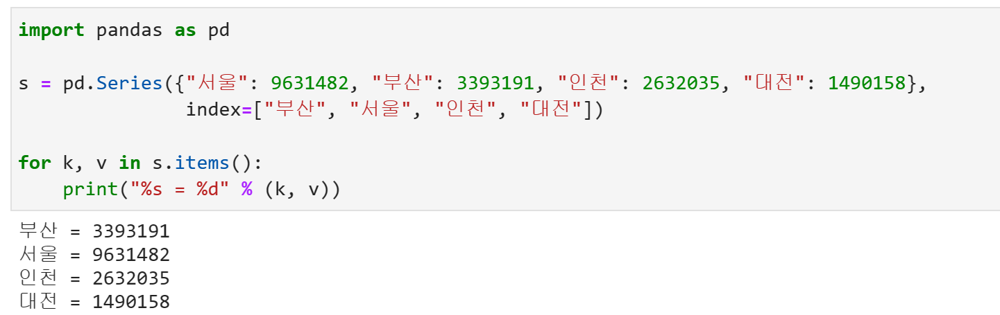 import pandas as pd
s = pd.Series({"서울": 9631482, "부산": 3393191, "인천": 2632035, "대전": 1490158},
index=["부산", "서울", "인천", "대전"])
for k, v in s.items():
print("%s = %d" % (k, v))
부산 = 3393191
서울 = 9631482
인천 = 2632035
대전 = 1490158